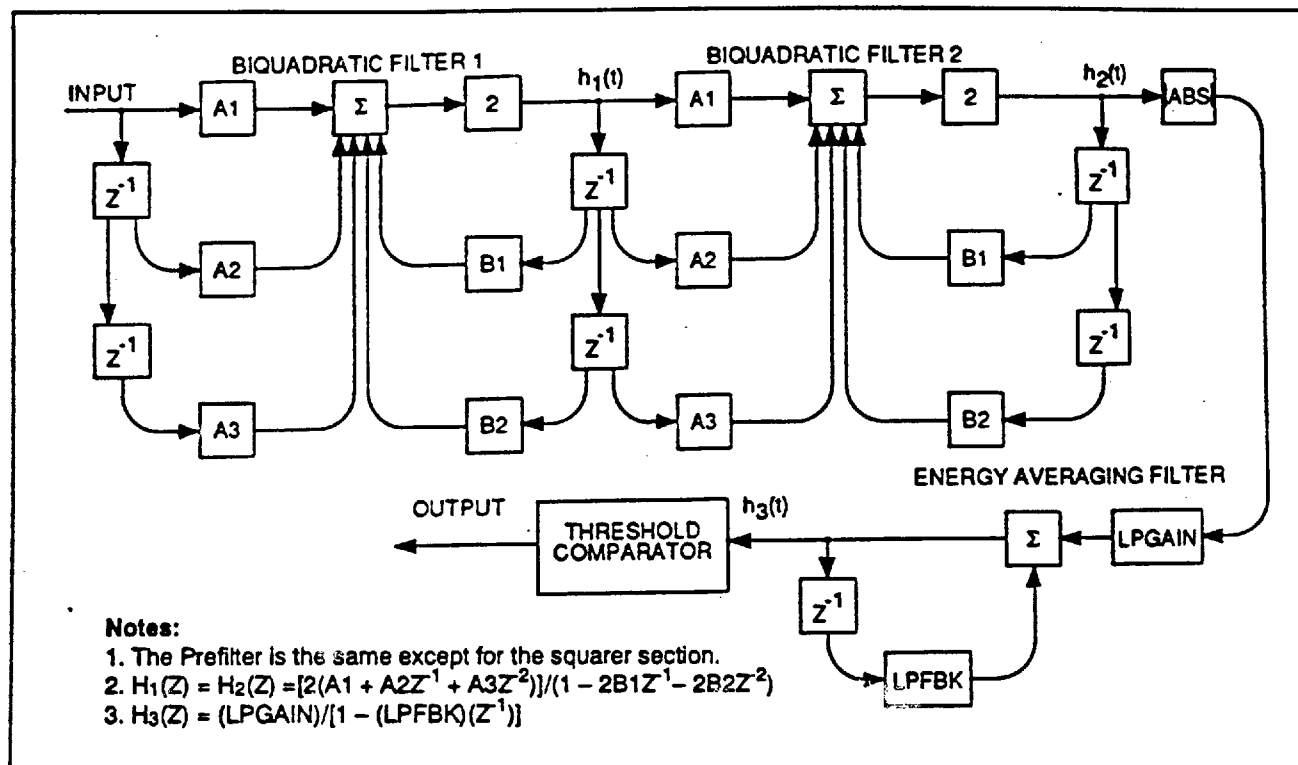 BIQUADRATIC FILTER 1
BIQUADRATIC FILTER 2
INPUT
A1
Σ
2
h1(t)
A1
Σ
2
h2(t)
ABS
Z⁻¹
Z⁻¹
Z⁻¹
A2
B1
A2
B1
Z⁻¹
Z⁻¹
Z⁻¹
A3
B2
A3
B2
ENERGY AVERAGING FILTER
OUTPUT
THRESHOLD
COMPARATOR
h3(t)
Σ
LPGAIN
Z⁻¹
LPFBK
Notes:
1. The Prefilter is the same except for the squarer section.
2. H1(Z) = H2(Z) =[2(A1 + A2Z⁻¹ + A3Z⁻²)]/(1 – 2B1Z⁻¹– 2B2Z⁻²)
3. H3(Z) = (LPGAIN)/[1 – (LPFBK)(Z⁻¹)]